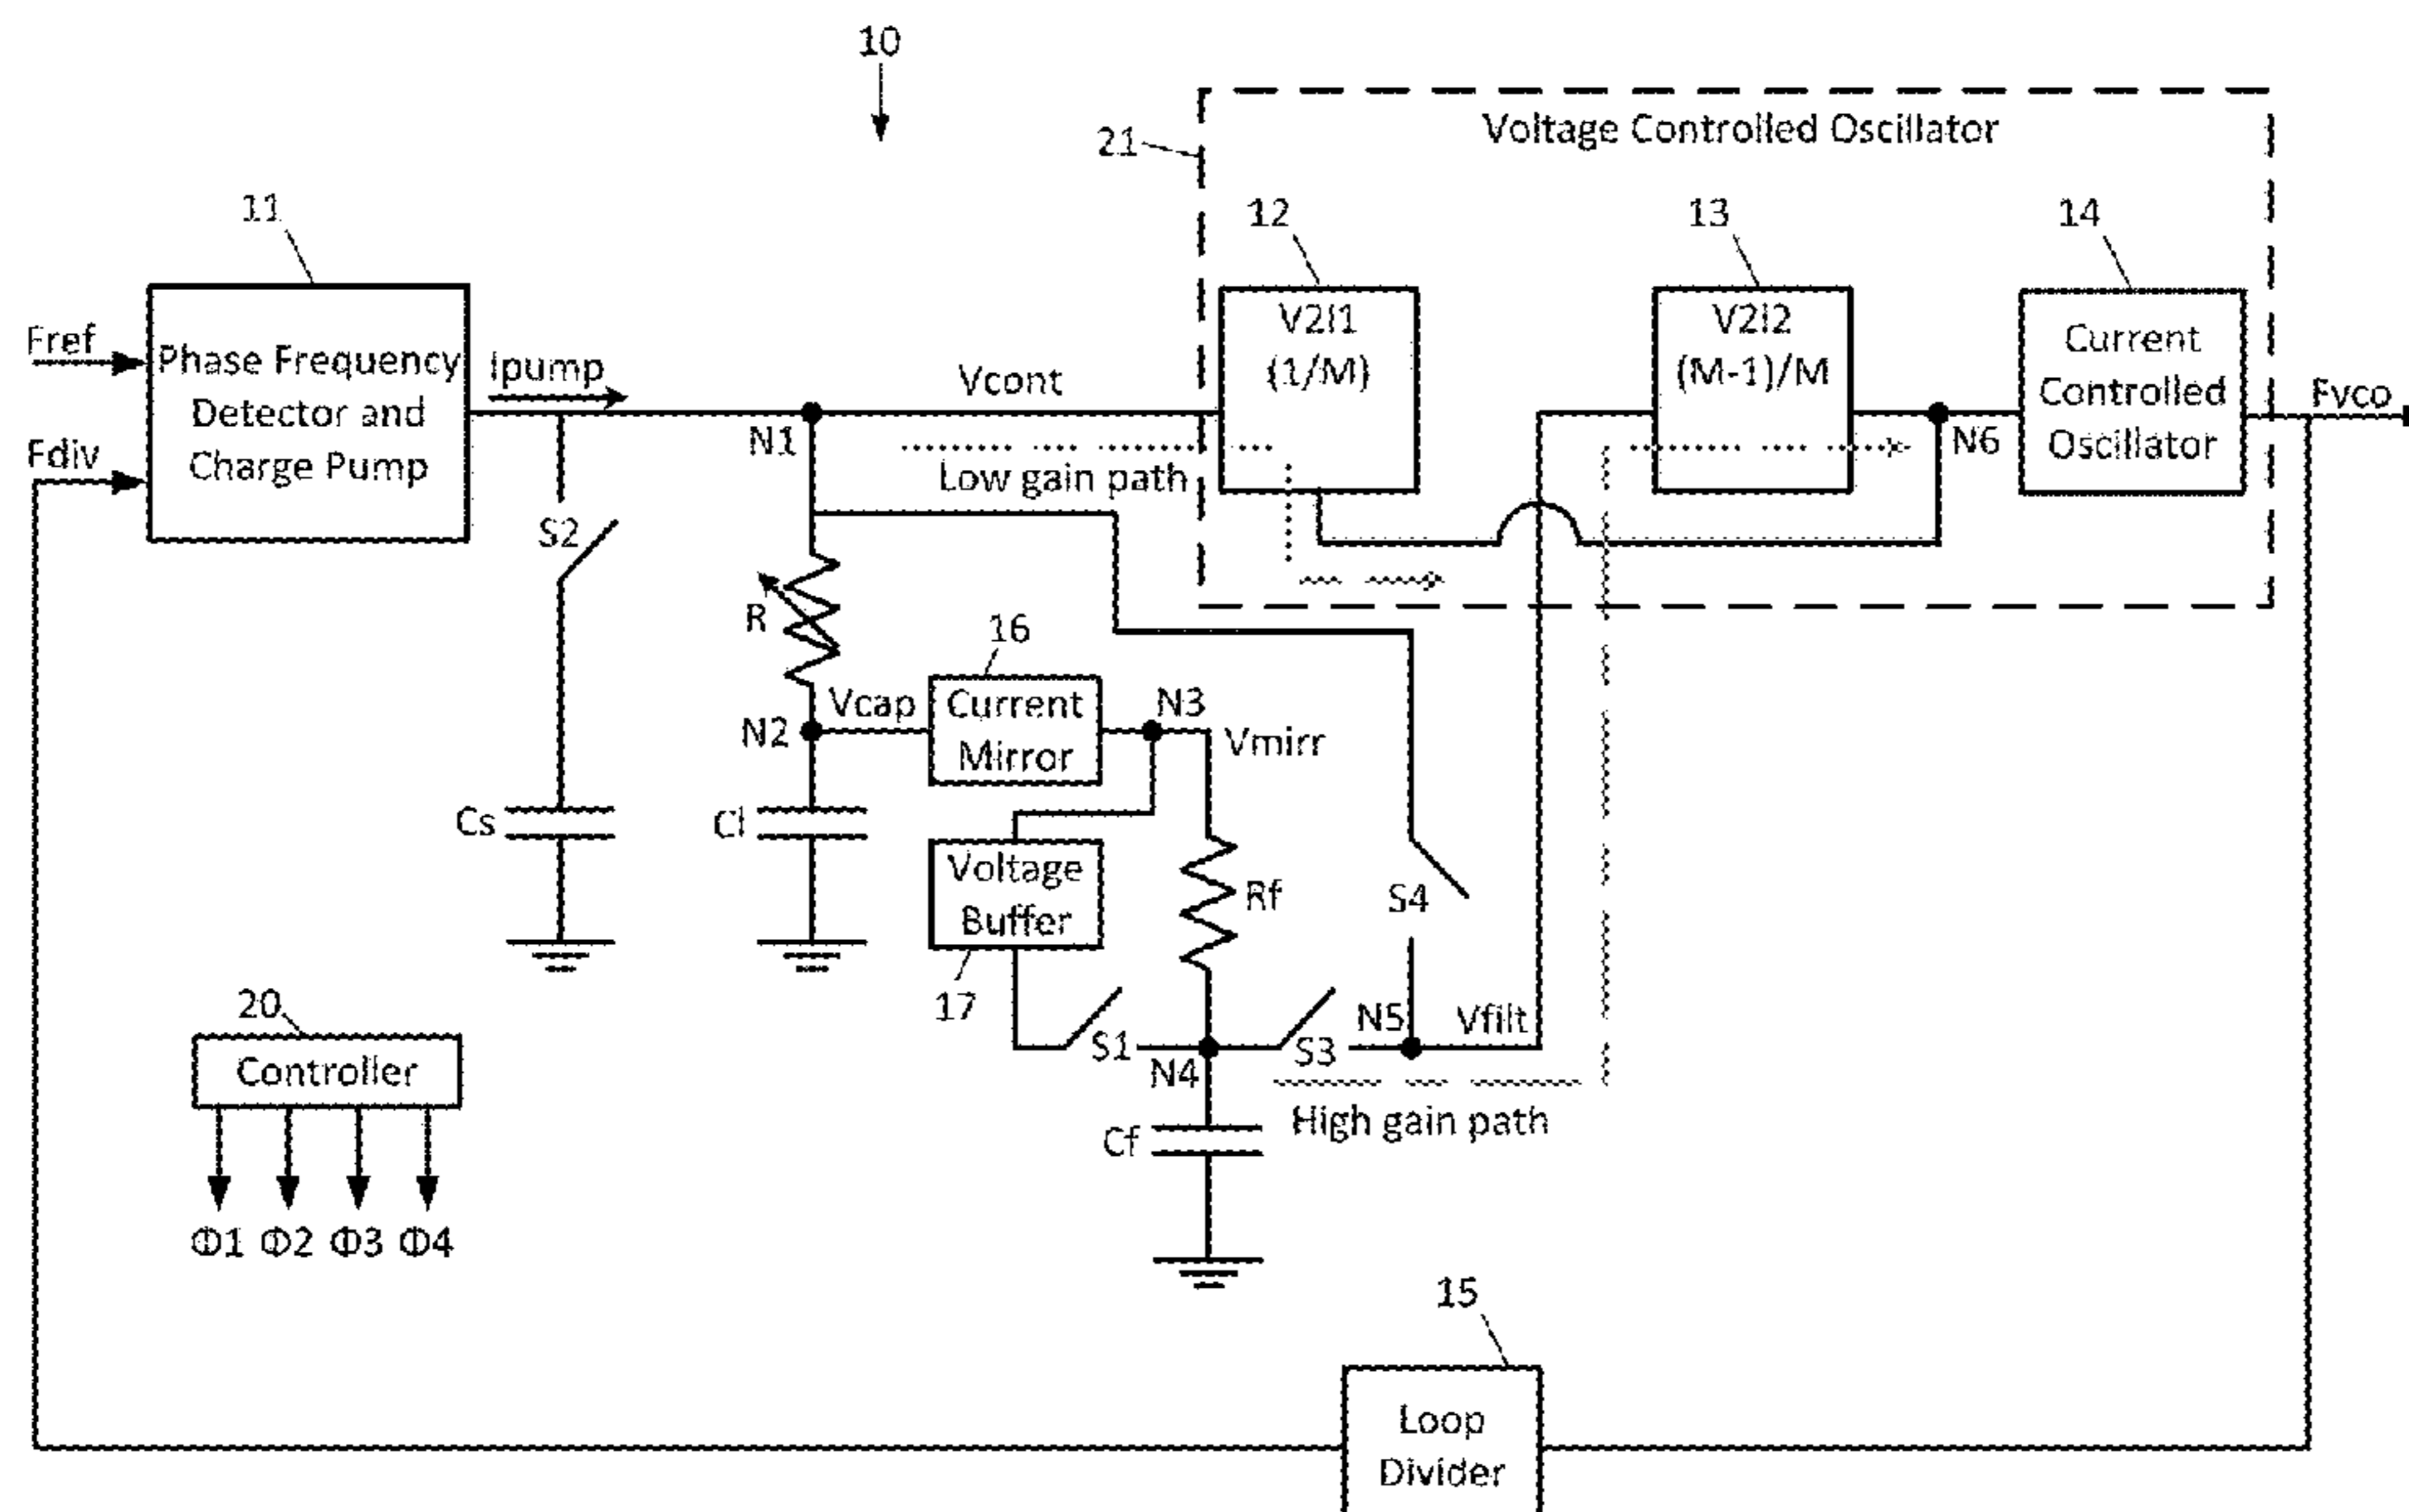 10
21
Voltage Controlled Oscillator
11
12
13
14
Fref
Phase Frequency
Detector and
Charge Pump
Fdiv
Ipump
Vcont
N1
Low gain path
V2I1
(1/M)
V2I2
(M-1)/M
N6
Current
Controlled
Oscillator
Fvco
S2
R
16
N2
Vcap
Current
Mirror
N3
Vmirr
Cs
Cl
Voltage
Buffer
17
Rf
S4
S1
N4
S3
N5
Vfilt
High gain path
Cf
20
Controller
Φ1 Φ2 Φ3 Φ4
15
Loop
Divider